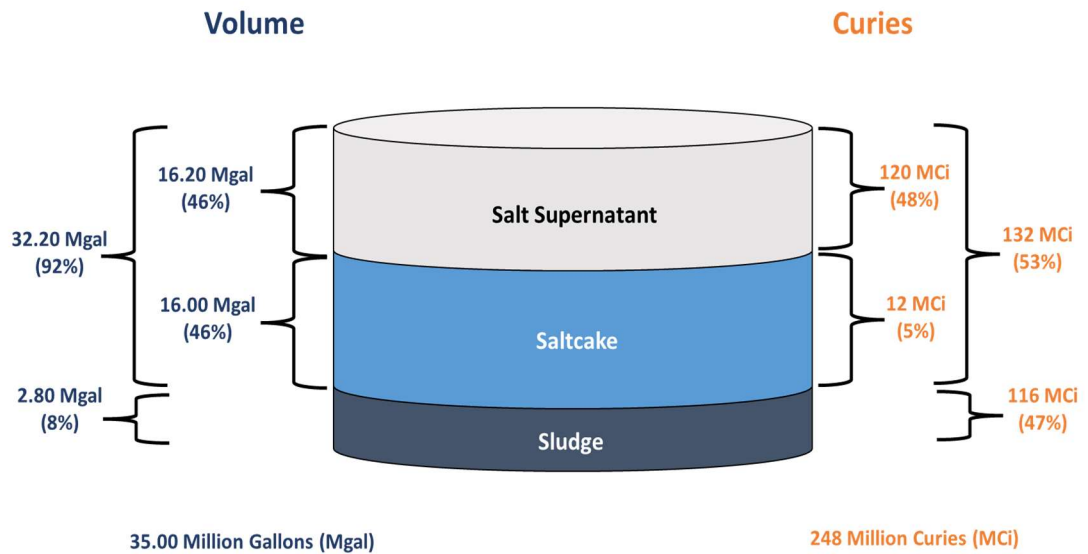 Volume
Curies
16.20 Mgal
(46%)
Salt Supernatant
120 MCi
(48%)
32.20 Mgal
(92%)
132 MCi
(53%)
16.00 Mgal
(46%)
Saltcake
12 MCi
(5%)
2.80 Mgal
(8%)
Sludge
116 MCi
(47%)
35.00 Million Gallons (Mgal)
248 Million Curies (MCi)